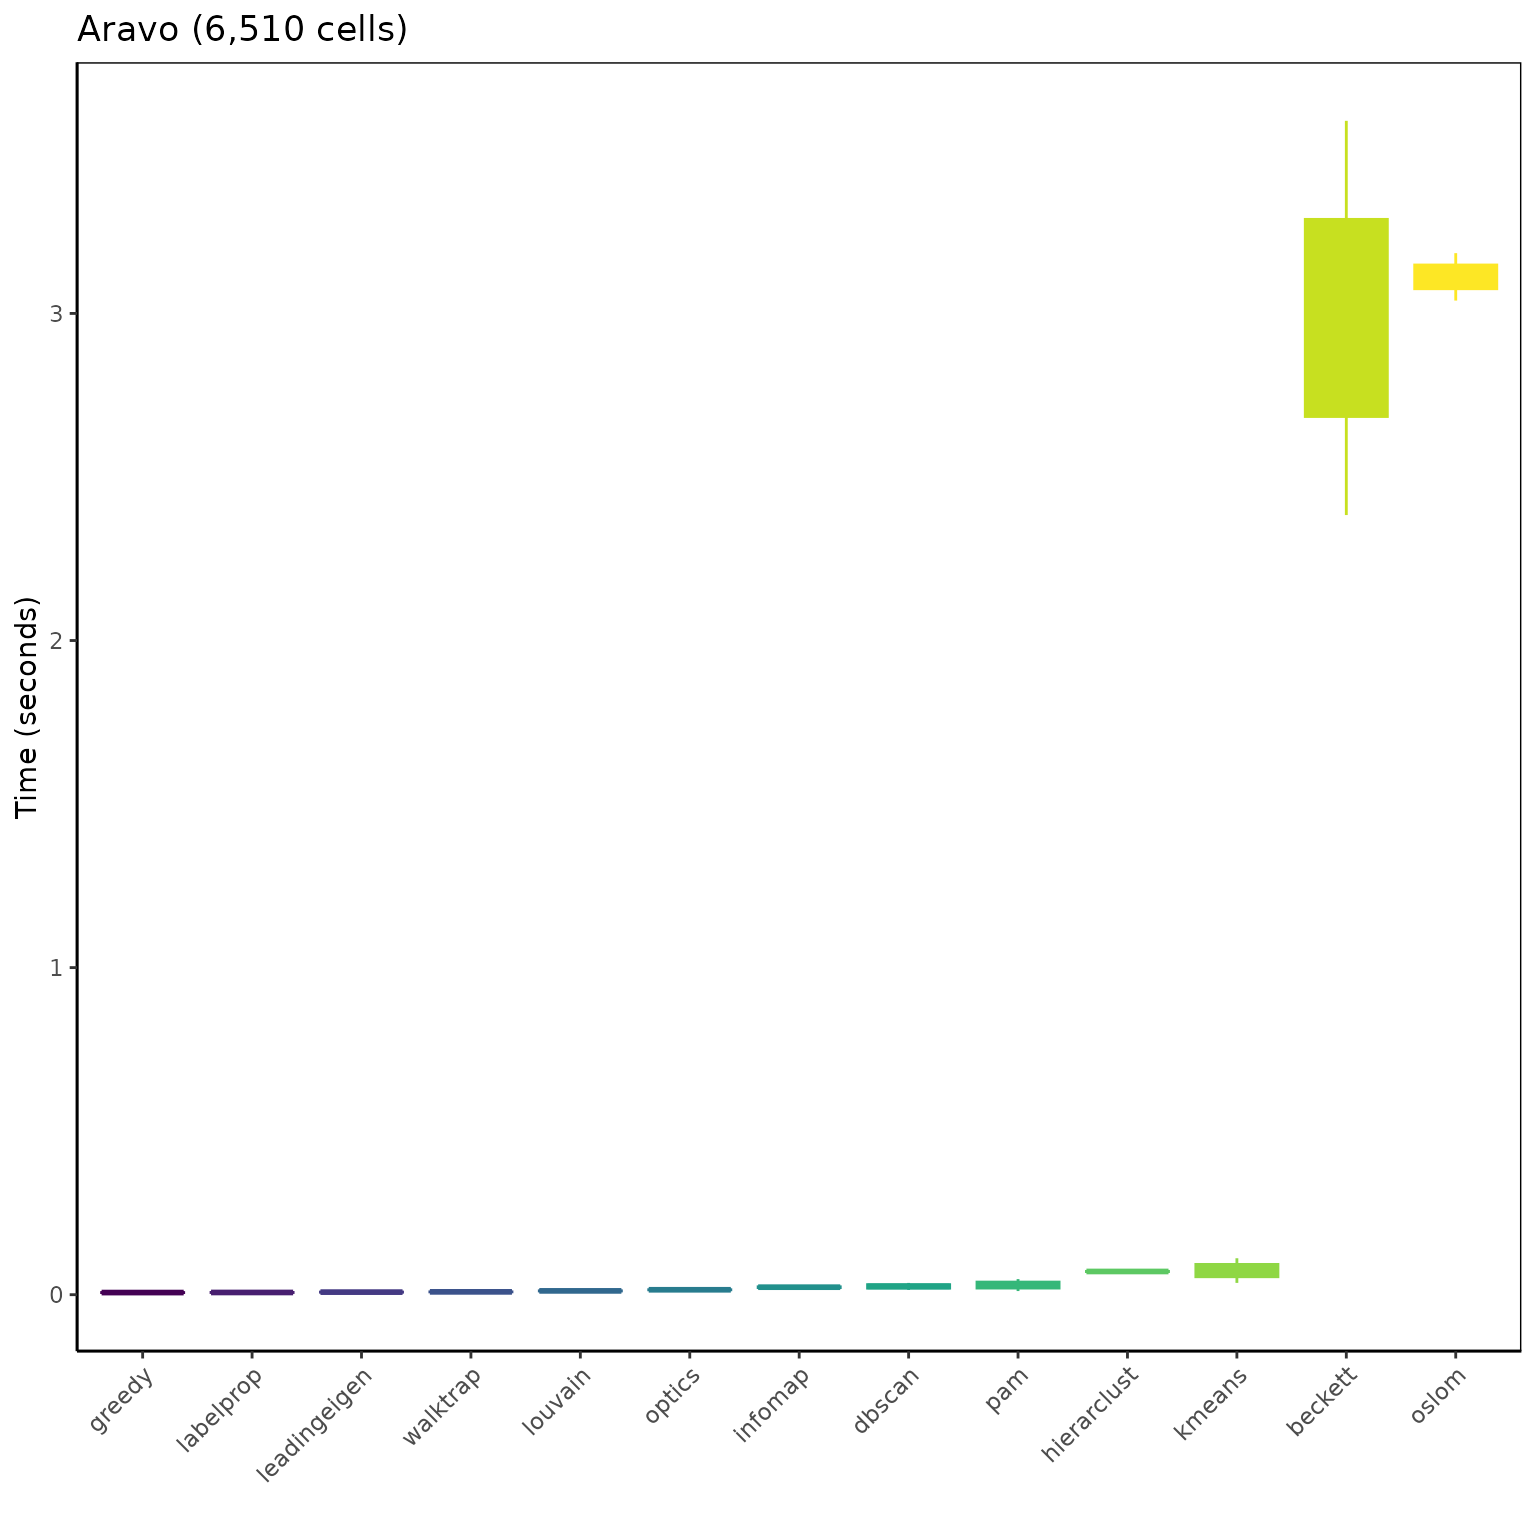 Aravo (6,510 cells)
Time (seconds)
3
2
1
0
greedy
labelprop
leadingeigen
walktrap
louvain
optics
infomap
dbscan
pam
hierarclust
kmeans
beckett
oslom